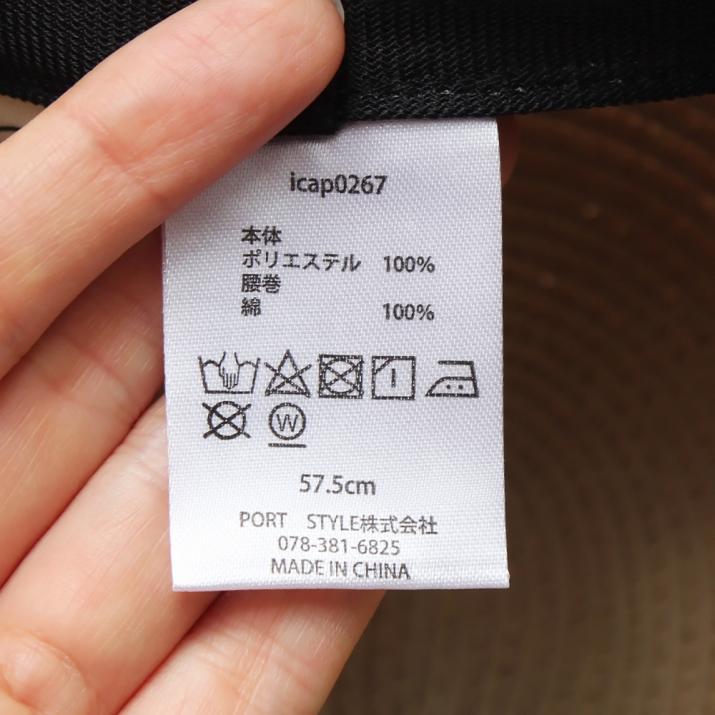 icap0267
本体
ポリエステル 100%
腰巻
綿 100%
W
57.5cm
PORT STYLE株式会社
078-381-6825
MADE IN CHINA